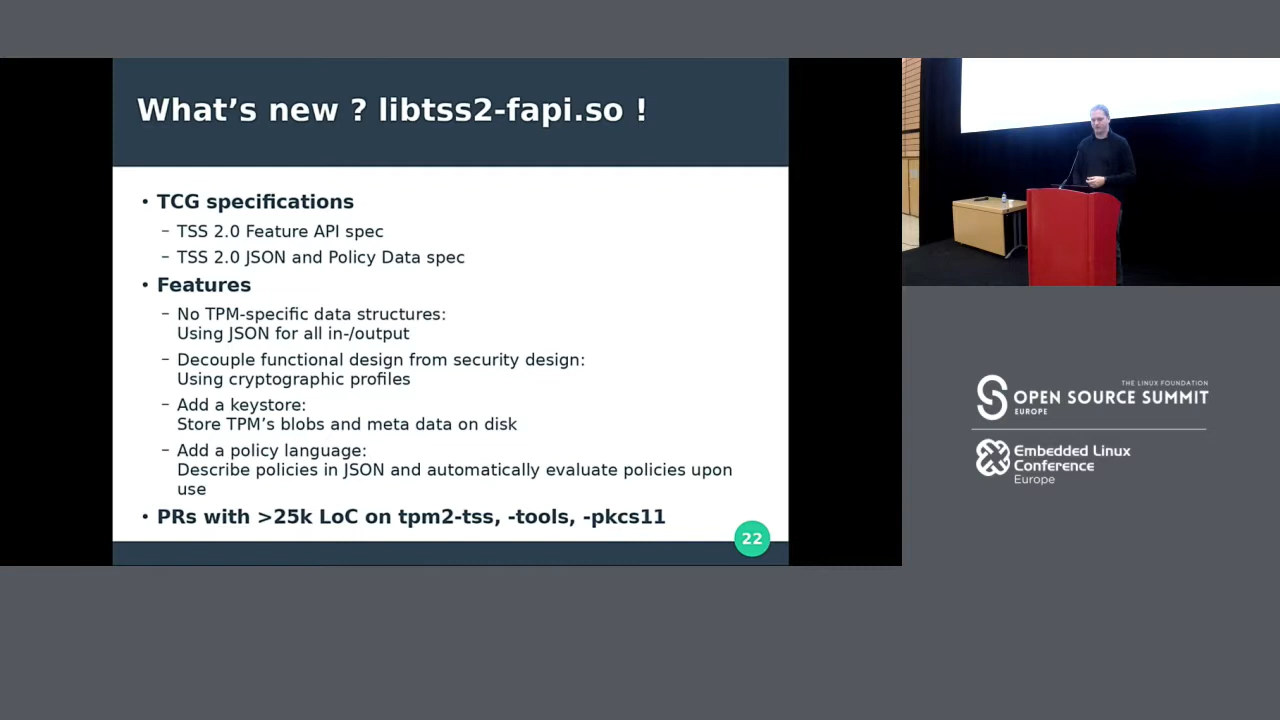 What’s new ? libtss2-fapi.so !
• TCG specifications
– TSS 2.0 Feature API spec
– TSS 2.0 JSON and Policy Data spec
• Features
– No TPM-specific data structures:
Using JSON for all in-/output
– Decouple functional design from security design:
Using cryptographic profiles
– Add a keystore:
Store TPM’s blobs and meta data on disk
– Add a policy language:
Describe policies in JSON and automatically evaluate policies upon
use
• PRs with >25k LoC on tpm2-tss, -tools, -pkcs11
22
THE LINUX FOUNDATION
OPEN SOURCE SUMMIT
EUROPE
Embedded Linux
Conference
Europe